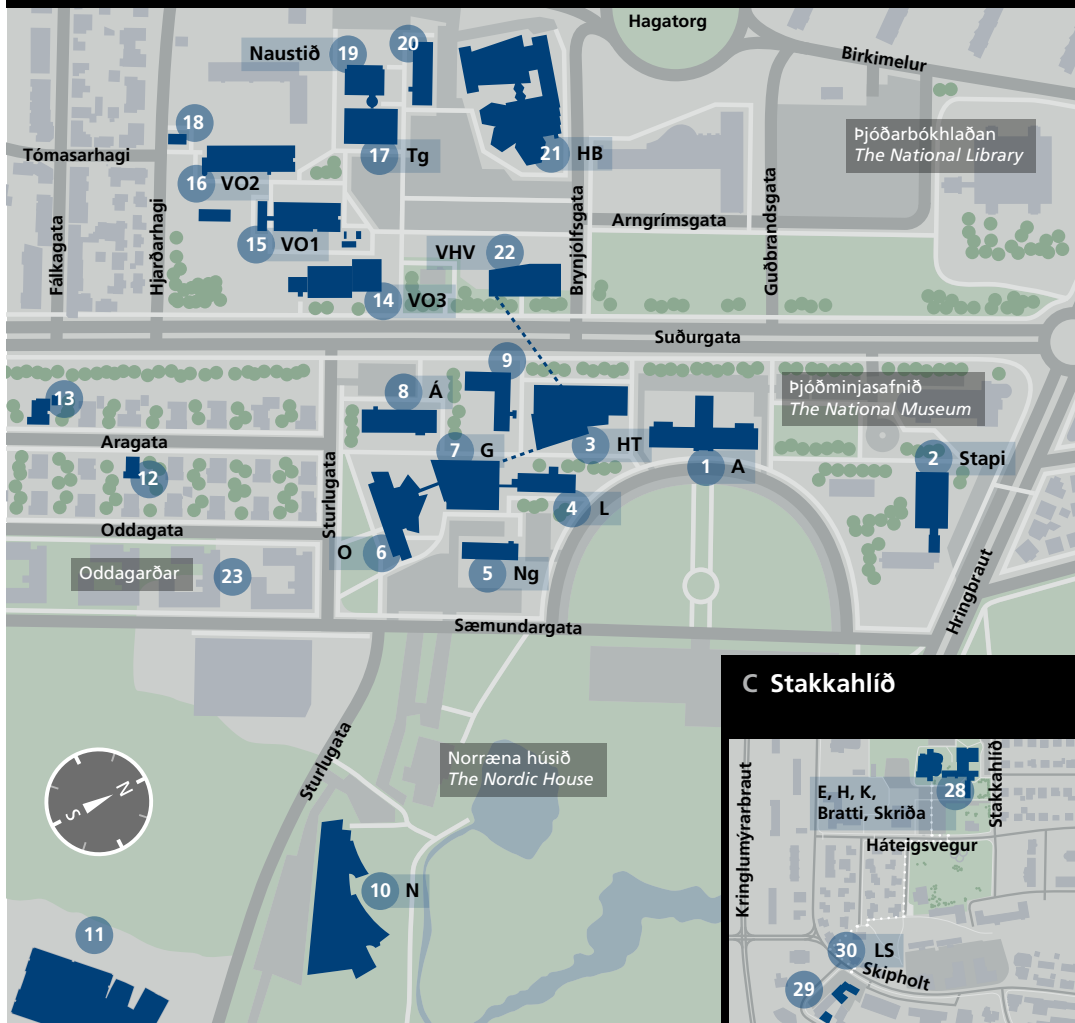 Hagatorg
Birkimelur
Naustið
19
20
18
Tómasarhagi
16 VO2
17 Tg
21 HB
Þjóðarbókhlaðan
The National Library
Fálkagata
Hjarðarhagi
15 VO1
VHV 22
Brynjólfsgata
Arngrímsgata
Guðbrandsgata
14 VO3
Suðurgata
13
8 Á
9
Þjóðminjasafnið
The National Museum
Aragata
7 G
3 HT
1 A
2 Stapi
12
Sturlugata
4 L
Oddagata
O 6
5 Ng
Oddagarðar
23
Hringbraut
Sæmundargata
Sturlugata
Norræna húsið
The Nordic House
N
S
10 N
11
C Stakkahlíð
Kringlumýrarbraut
E, H, K,
Bratti, Skriða
28
Stakkahlíð
Háteigsvegur
30 LS
Skipholt
29